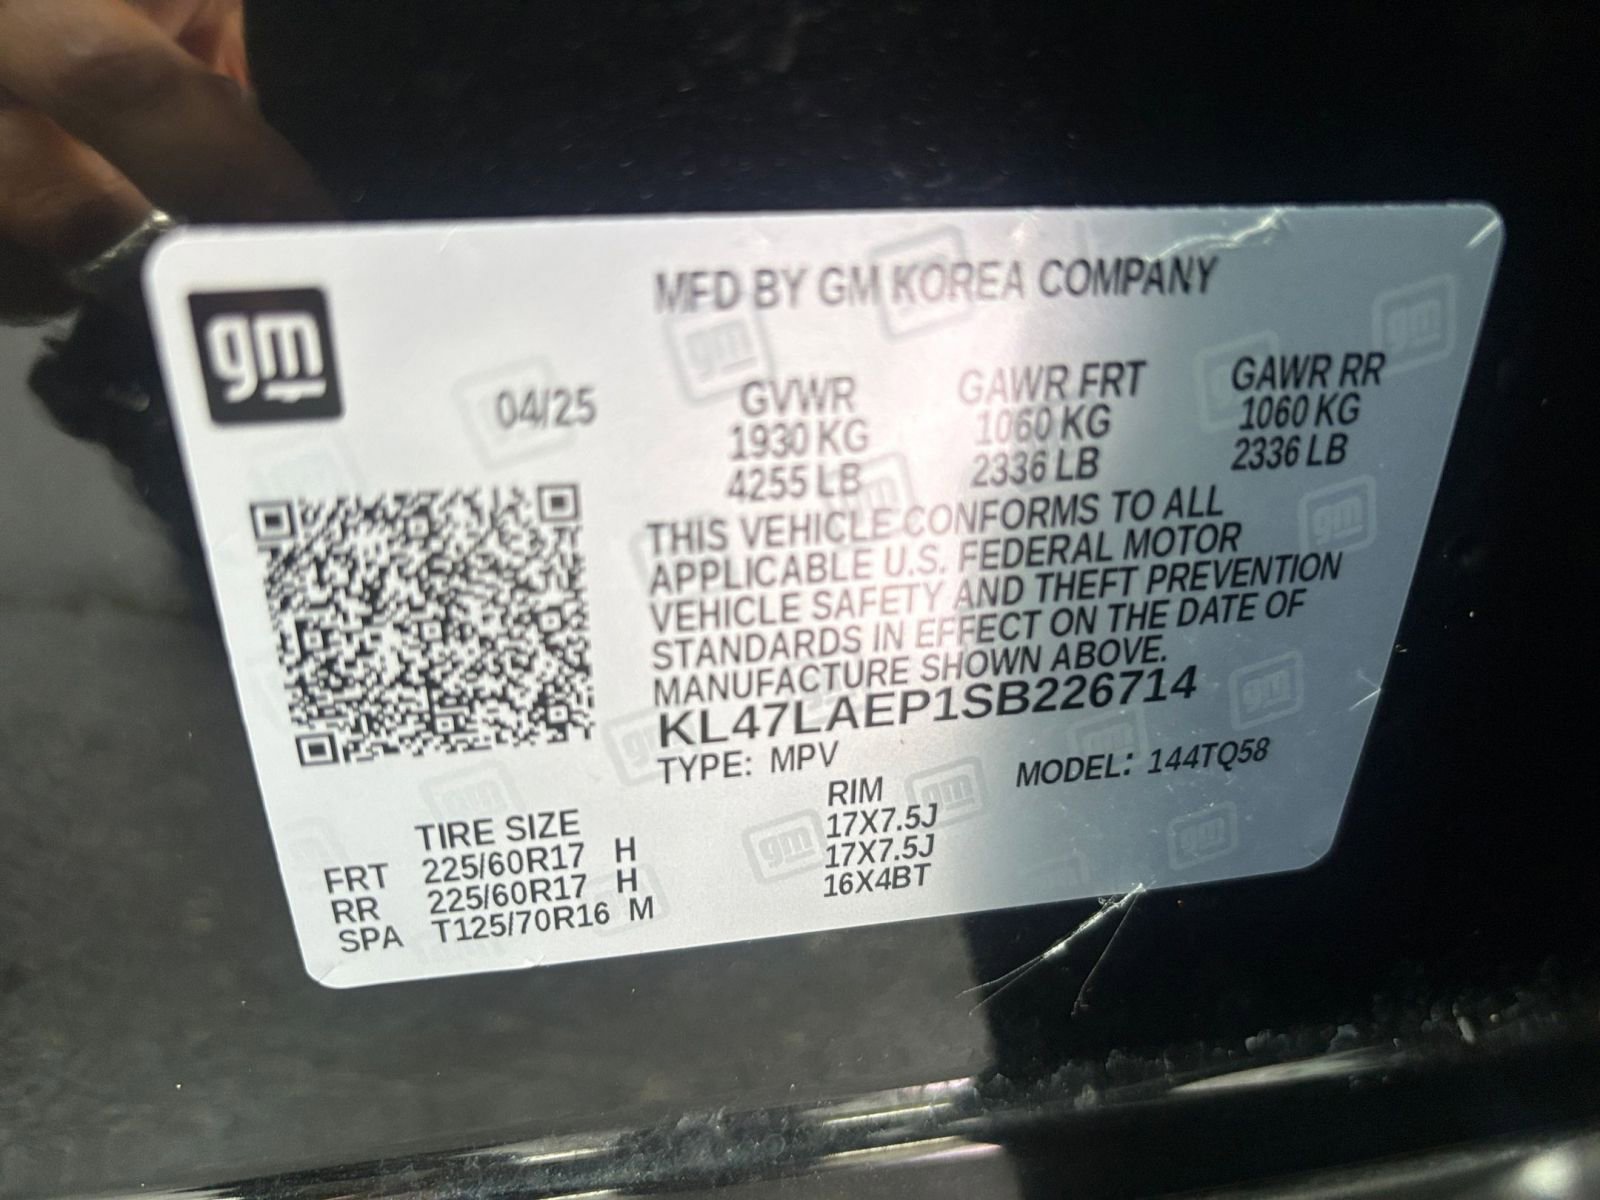 gm
MFD BY GM KOREA COMPANY
04/25
GVWR GAWR FRT GAWR RR
1930 KG 1060 KG 1060 KG
4255 LB 2336 LB 2336 LB
THIS VEHICLE CONFORMS TO ALL
APPLICABLE U.S. FEDERAL MOTOR
VEHICLE SAFETY AND THEFT PREVENTION
STANDARDS IN EFFECT ON THE DATE OF
MANUFACTURE SHOWN ABOVE.
KL47LAEP1SB226714
TYPE: MPV MODEL: 144TQ58
TIRE SIZE RIM
FRT 225/60R17 H 17X7.5J
RR 225/60R17 H 17X7.5J
SPA T125/70R16 M 16X4BT